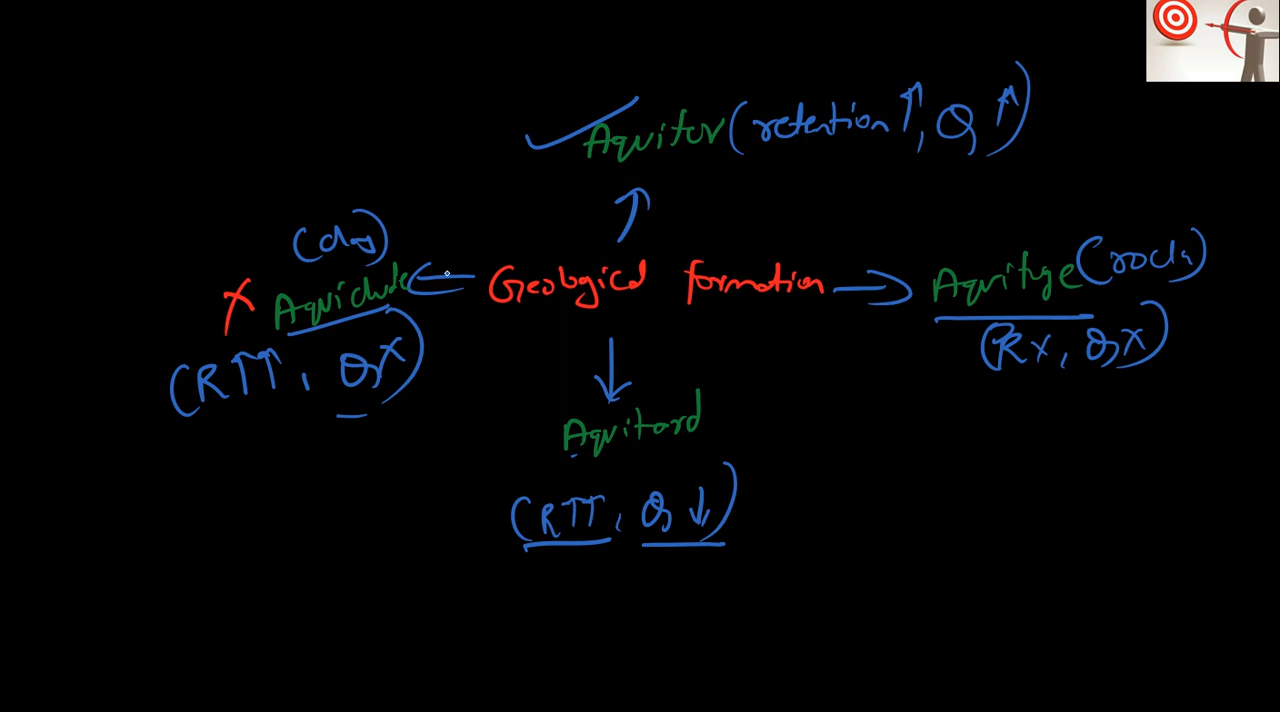 Aquifer (retention ↑, Q ↑)
(clay)
Aquiclude
X
(R↑↑, Q X)
Geological formation
Aquifuge (rock)
(R X, Q X)
Aquitard
(R↑↑, Q ↓)